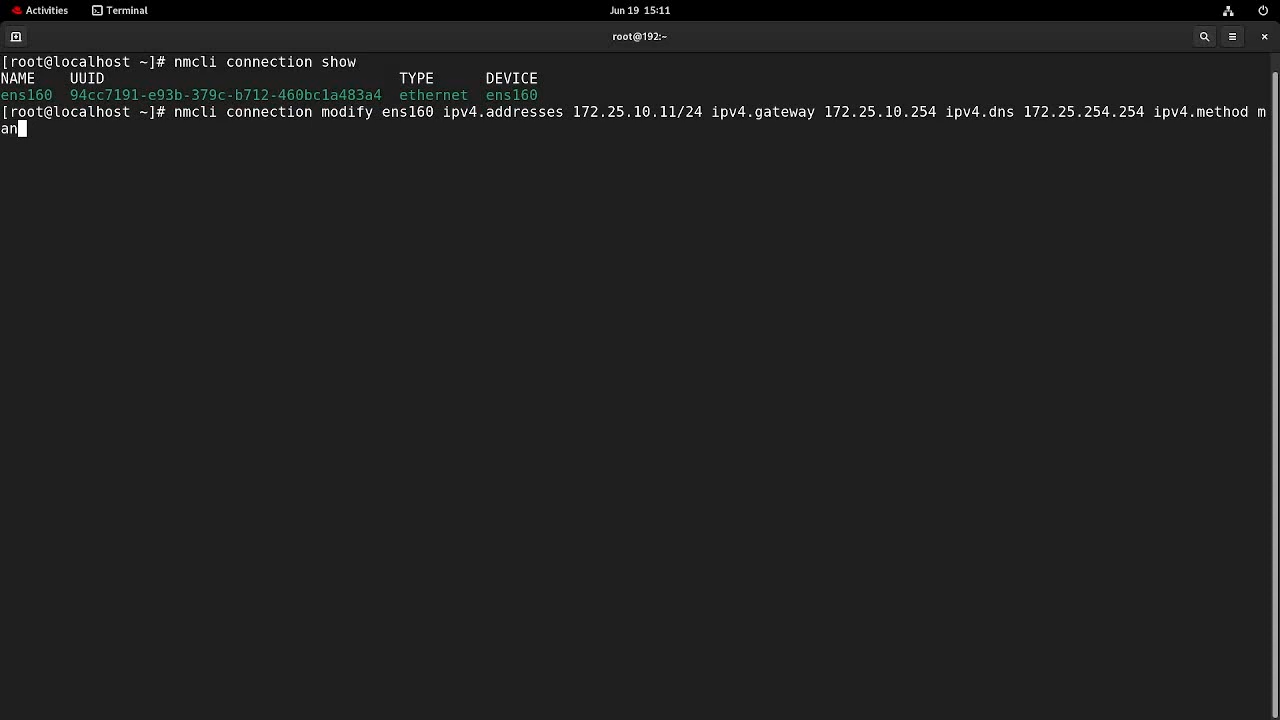 Activities Terminal Jun 19 15:11
root@192:~
[root@localhost ~]# nmcli connection show
NAME UUID TYPE DEVICE
ens160 94cc7191-e93b-379c-b712-460bc1a483a4 ethernet ens160
[root@localhost ~]# nmcli connection modify ens160 ipv4.addresses 172.25.10.11/24 ipv4.gateway 172.25.10.254 ipv4.dns 172.25.254.254 ipv4.method m
an